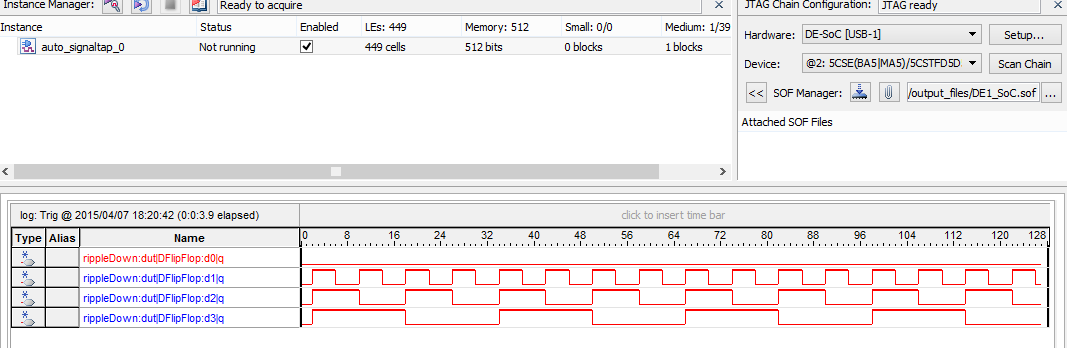 Instance Manager: Ready to acquire
Instance Status Enabled LEs: 449 Memory: 512 Small: 0/0 Medium: 1/39
auto_signaltap_0 Not running 449 cells 512 bits 0 blocks 1 blocks
JTAG Chain Configuration: JTAG ready
Hardware: DE-SoC [USB-1] Setup...
Device: @2: 5CSE(BA5|MA5)/5CSTFD5D Scan Chain
<< SOF Manager: /output_files/DE1_SoC.sof ...
Attached SOF Files
log: Trig @ 2015/04/07 18:20:42 (0:0:3.9 elapsed) click to insert time bar
Type Alias Name 0 8 16 24 32 40 48 56 64 72 80 88 96 104 112 120 128
rippleDown:dut|DFlipFlop:d0|q
rippleDown:dut|DFlipFlop:d1|q
rippleDown:dut|DFlipFlop:d2|q
rippleDown:dut|DFlipFlop:d3|q